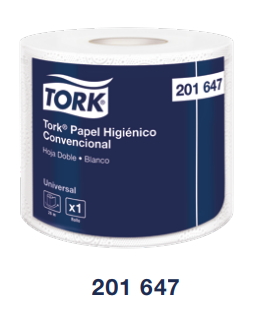 TORK
201 647
Tork® Papel Higiénico
Convencional
Hoja Doble • Blanco
Universal
x1
201 647